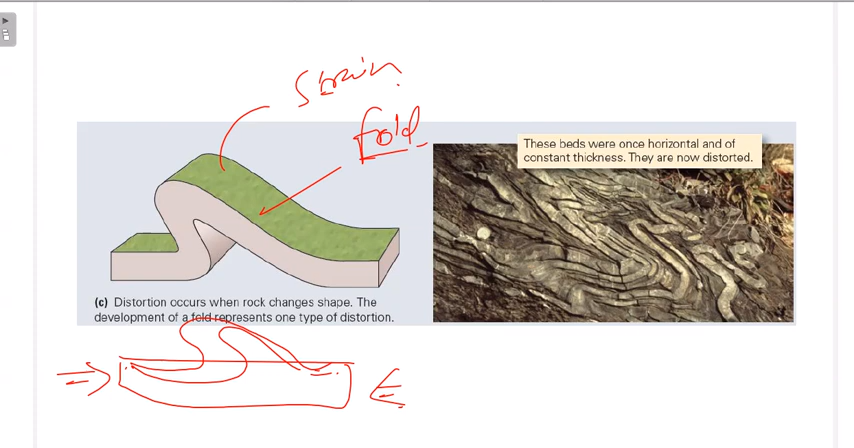 Strain
fold
These beds were once horizontal and of
constant thickness. They are now distorted.
(c) Distortion occurs when rock changes shape. The
development of a fold represents one type of distortion.